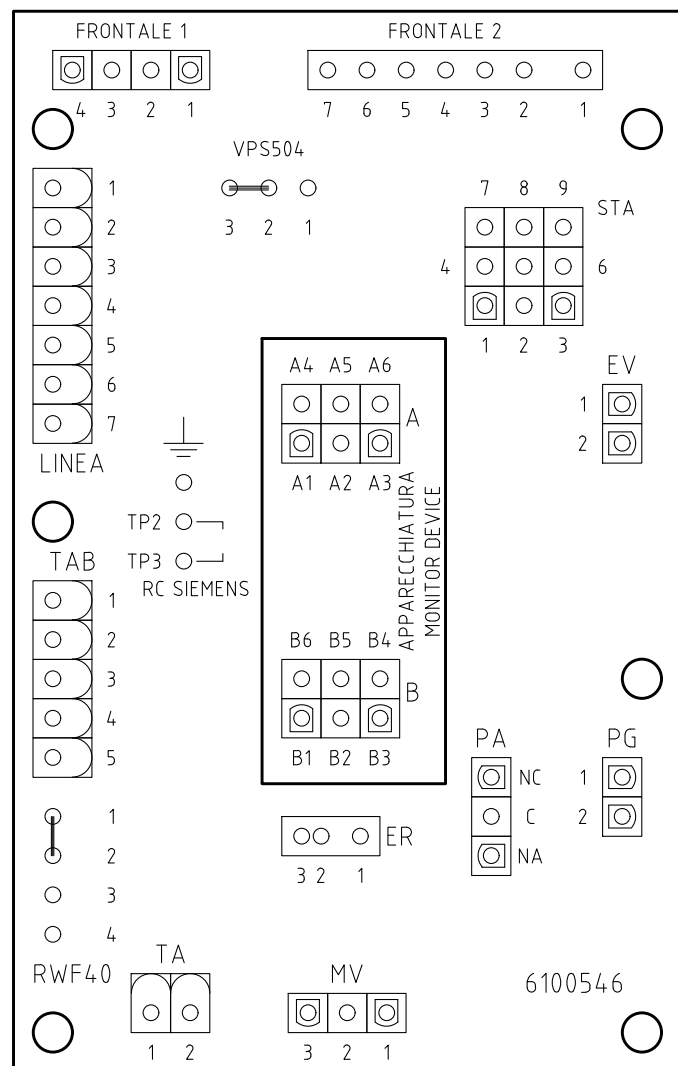 FRONTALE 1 FRONTALE 2
4 3 2 1 7 6 5 4 3 2 1
VPS504
3 2 1
1
2
3
4
5
6
7
LINEA
7 8 9
STA
4 6
1 2 3
EV
1
2
A4 A5 A6
A
A1 A2 A3
APPARECCHIATURA
MONITOR DEVICE
B6 B5 B4
B
B1 B2 B3
TP2
TP3
RC SIEMENS
TAB
1
2
3
4
5
PA
NC
C
NA
PG
1
2
ER
3 2 1
1
2
3
4
RWF40
TA
1 2
MV
3 2 1
6100546